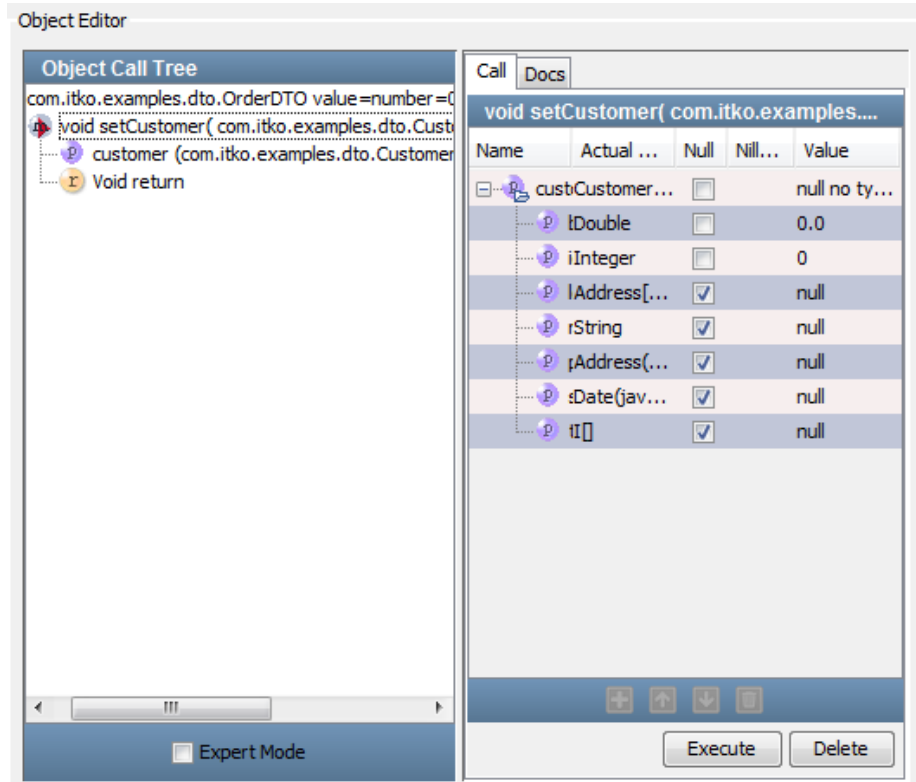 Object Editor
Object Call Tree
com.itko.examples.dto.OrderDTO value=number=0
void setCustomer( com.itko.examples.dto.Cust
customer (com.itko.examples.dto.Customer
Void return
Expert Mode
Call Docs
void setCustomer( com.itko.examples....
Name Actual ... Null Nill... Value
cust Customer... null no ty...
Double 0.0
Integer 0
Address[... null
String null
Address(... null
Date(jav... null
I[] null
Execute Delete